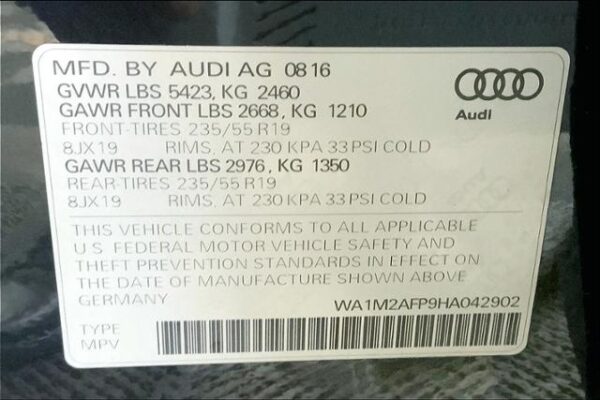 MFD. BY AUDI AG 0816
GVWR LBS 5423, KG 2460
GAWR FRONT LBS 2668, KG 1210
FRONT-TIRES 235/55 R19
8JX19 RIMS, AT 230 KPA 33 PSI COLD
GAWR REAR LBS 2976, KG 1350
REAR-TIRES 235/55 R19
8JX19 RIMS, AT 230 KPA 33 PSI COLD
Audi
THIS VEHICLE CONFORMS TO ALL APPLICABLE
U.S. FEDERAL MOTOR VEHICLE SAFETY AND
THEFT PREVENTION STANDARDS IN EFFECT ON
THE DATE OF MANUFACTURE SHOWN ABOVE
GERMANY WA1M2AFP9HA042902
TYPE
MPV